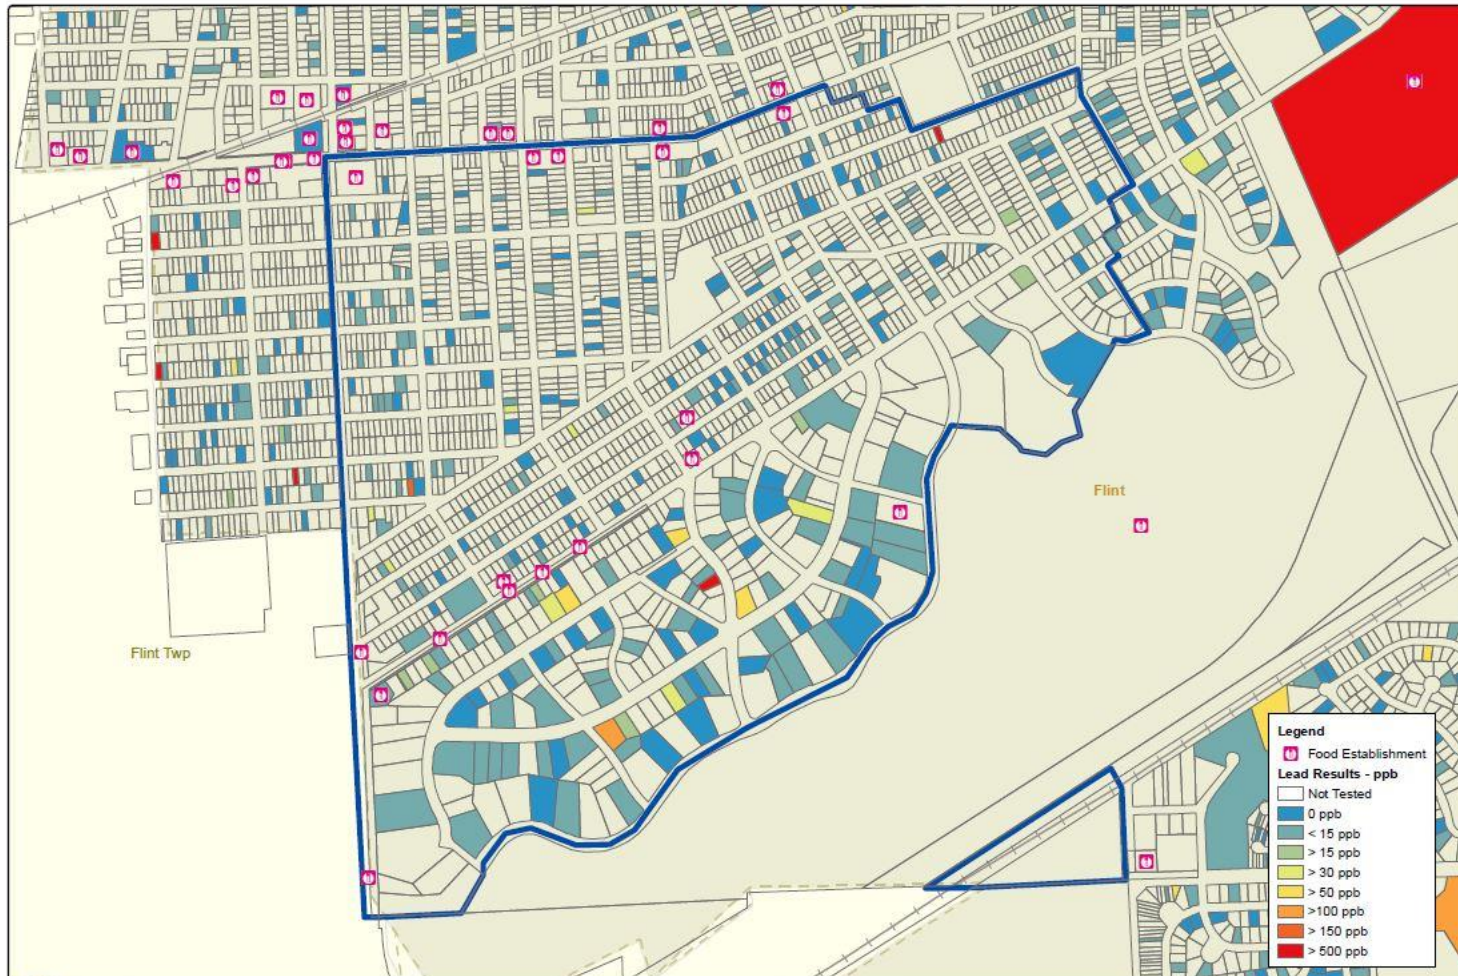 Flint
Flint Twp
Legend
Food Establishment
Lead Results - ppb
Not Tested
0 ppb
< 15 ppb
> 15 ppb
> 30 ppb
> 50 ppb
>100 ppb
> 150 ppb
> 500 ppb